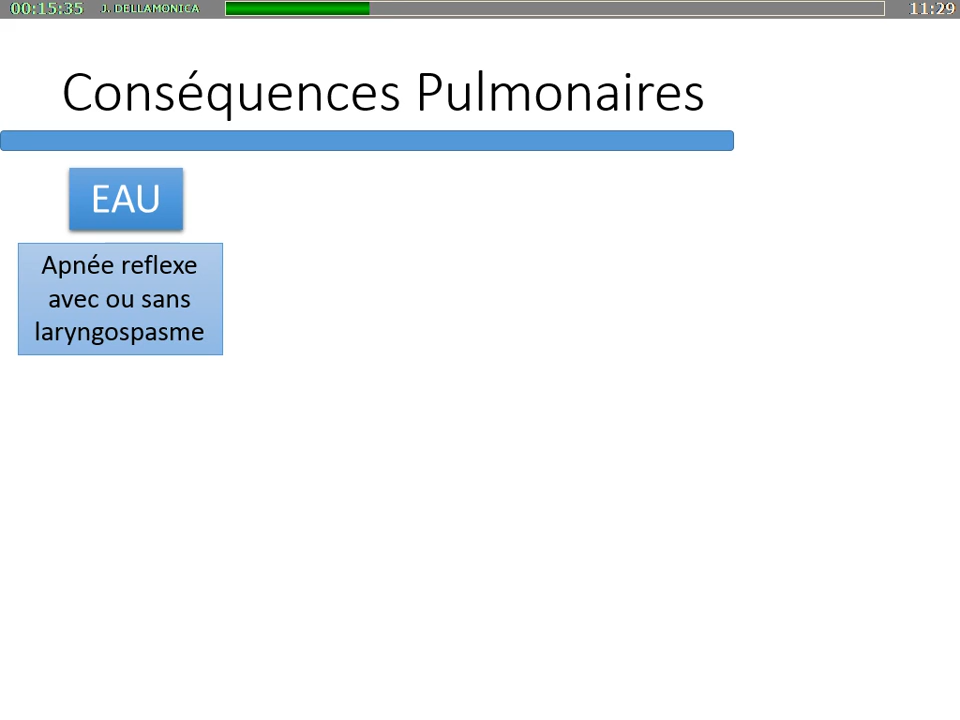 00:15:35 J. DELLAMONICA 11:29
Conséquences Pulmonaires
EAU
Apnée reflexe
avec ou sans
laryngospasme